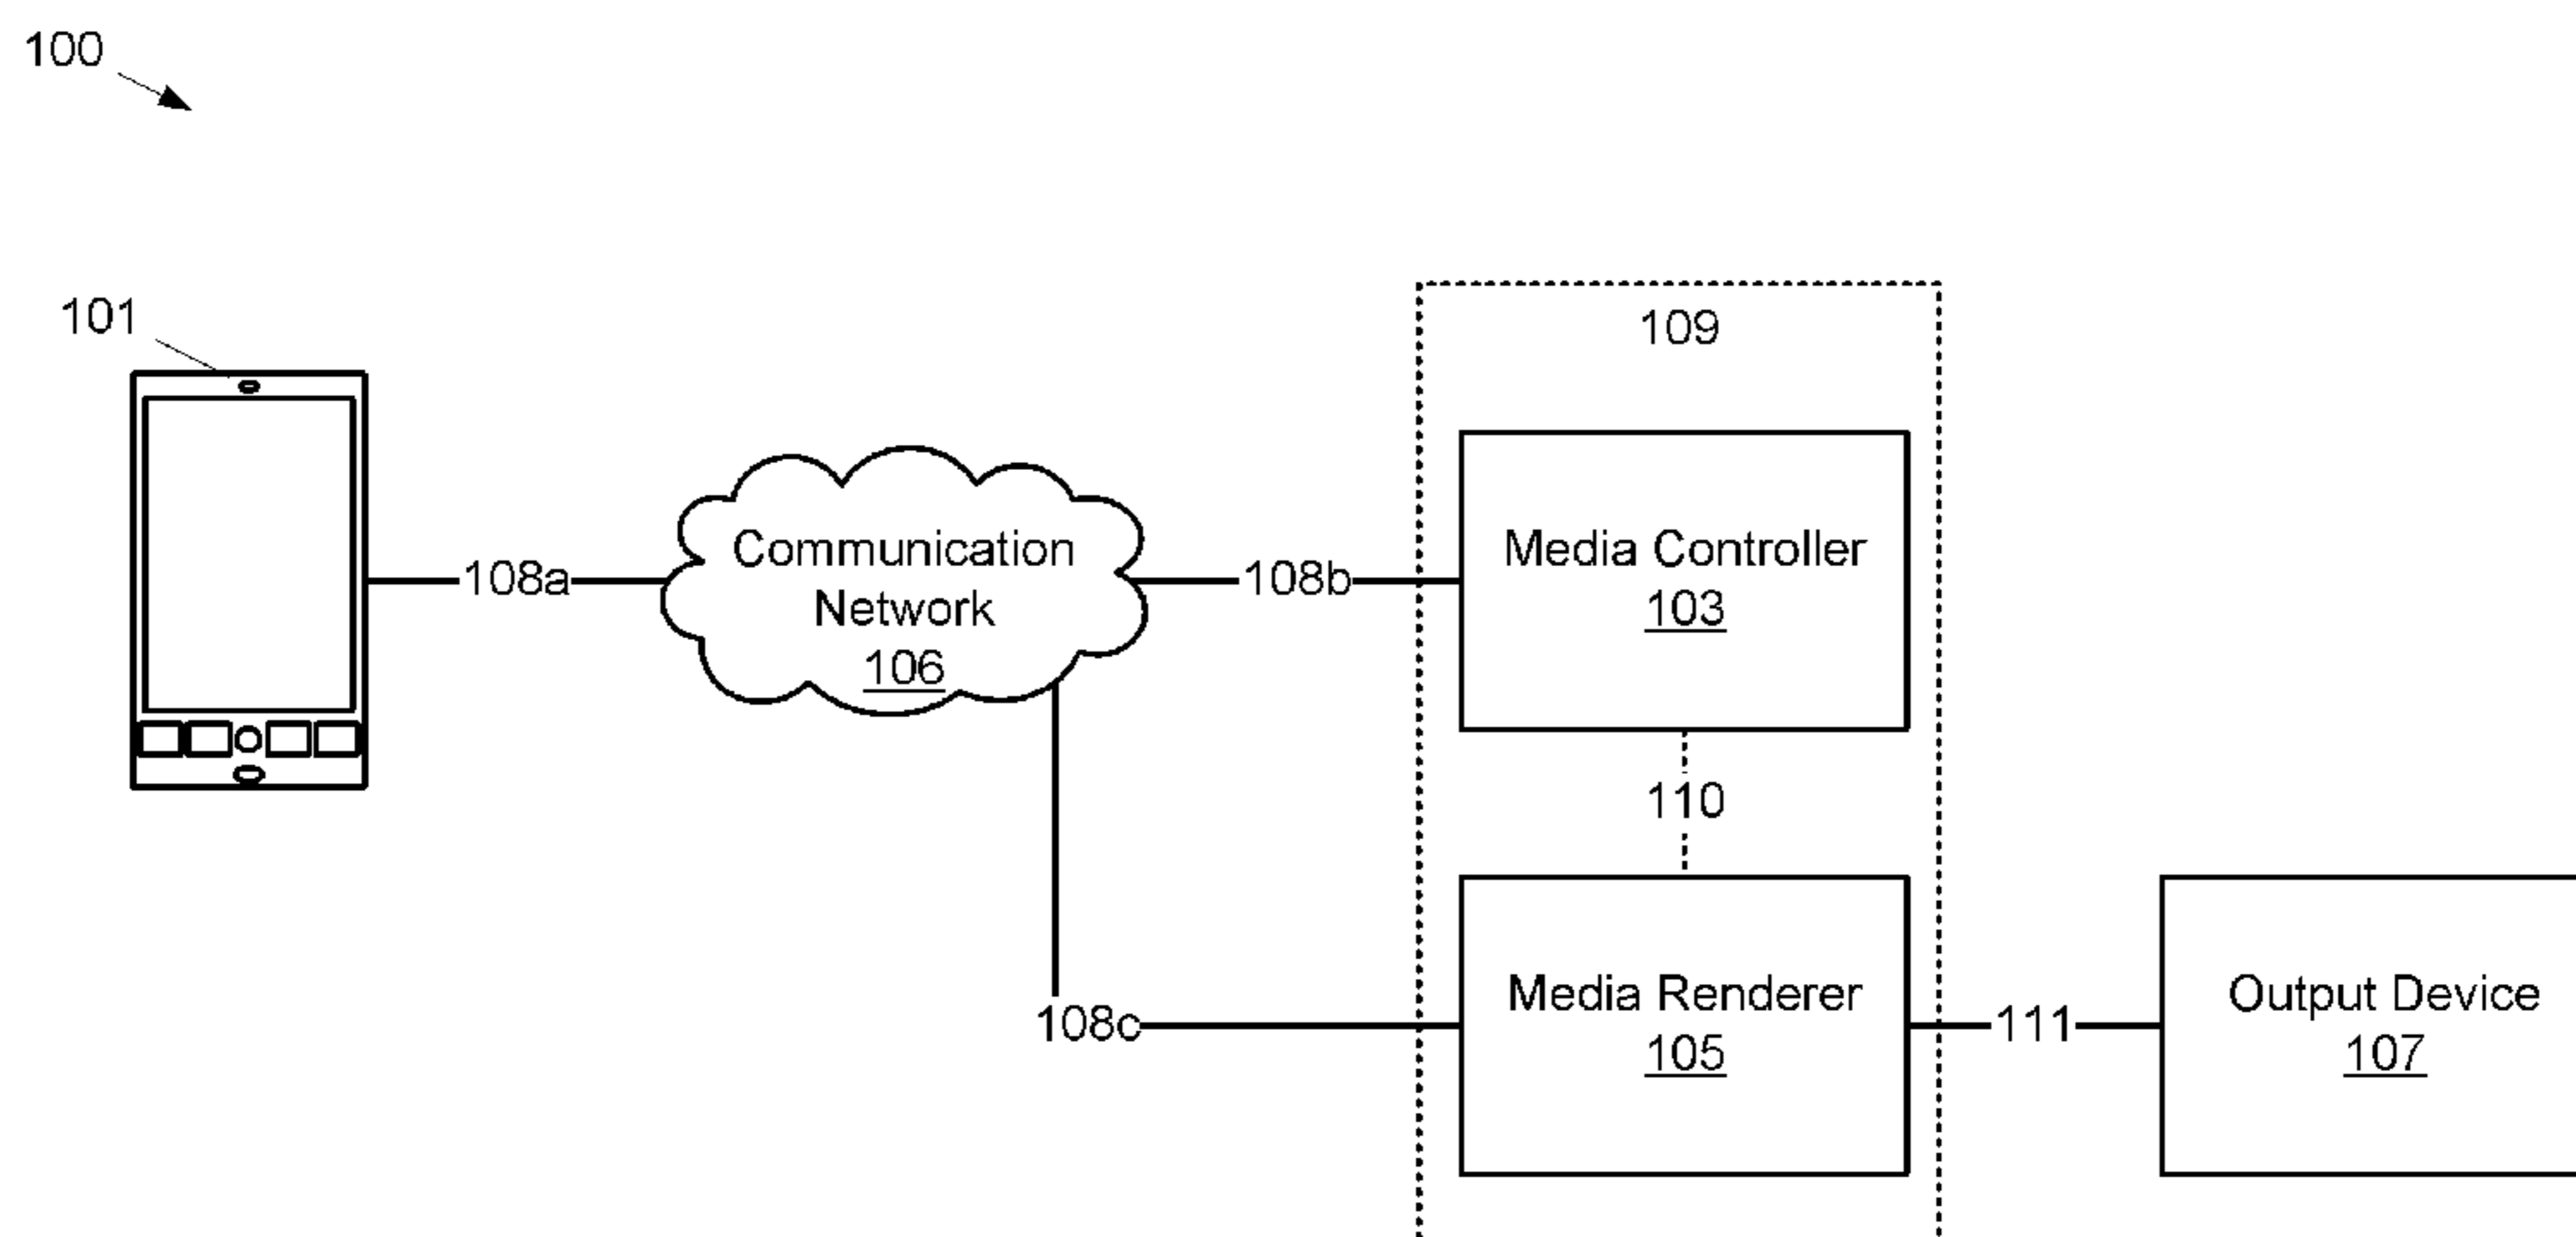 100
101
109
Communication
Network
106
108a
108b
Media Controller
103
110
108c
Media Renderer
105
111
Output Device
107